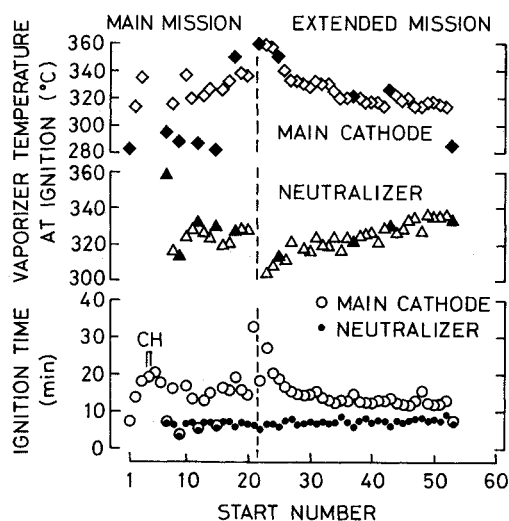 MAIN MISSION EXTENDED MISSION
VAPORIZER TEMPERATURE
AT IGNITION (°C)
360
340
320
300
280
MAIN CATHODE
NEUTRALIZER
360
340
320
300
IGNITION TIME
(min)
40
30
20
10
0
CH
MAIN CATHODE
NEUTRALIZER
1 10 20 30 40 50 60
START NUMBER